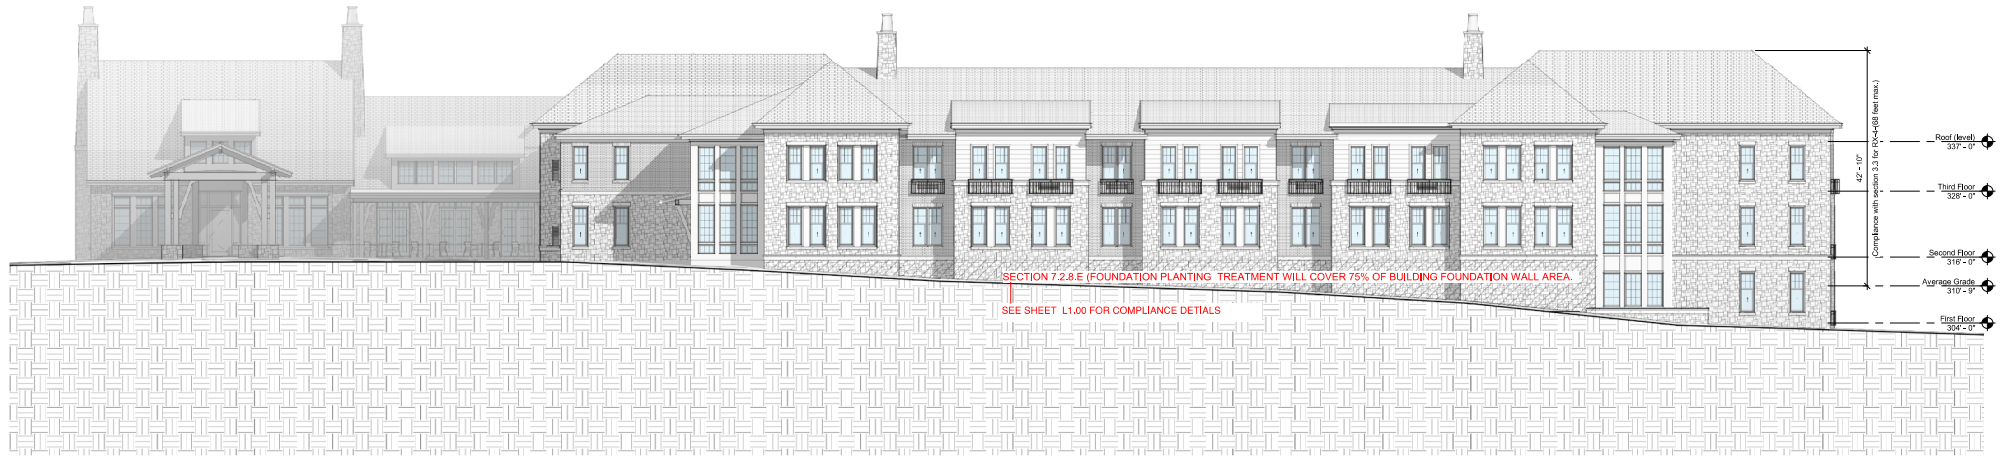 Roof (level)
337' - 0"
Third Floor
328' - 0"
Second Floor
316' - 0"
Average Grade
310' - 9"
First Floor
304' - 0"
42' - 10"
Compliance with section 3.3 for RX-4-(68 feet max.)
SECTION 7.2.8.E (FOUNDATION PLANTING TREATMENT WILL COVER 75% OF BUILDING FOUNDATION WALL AREA.
SEE SHEET L1.00 FOR COMPLIANCE DETIALS